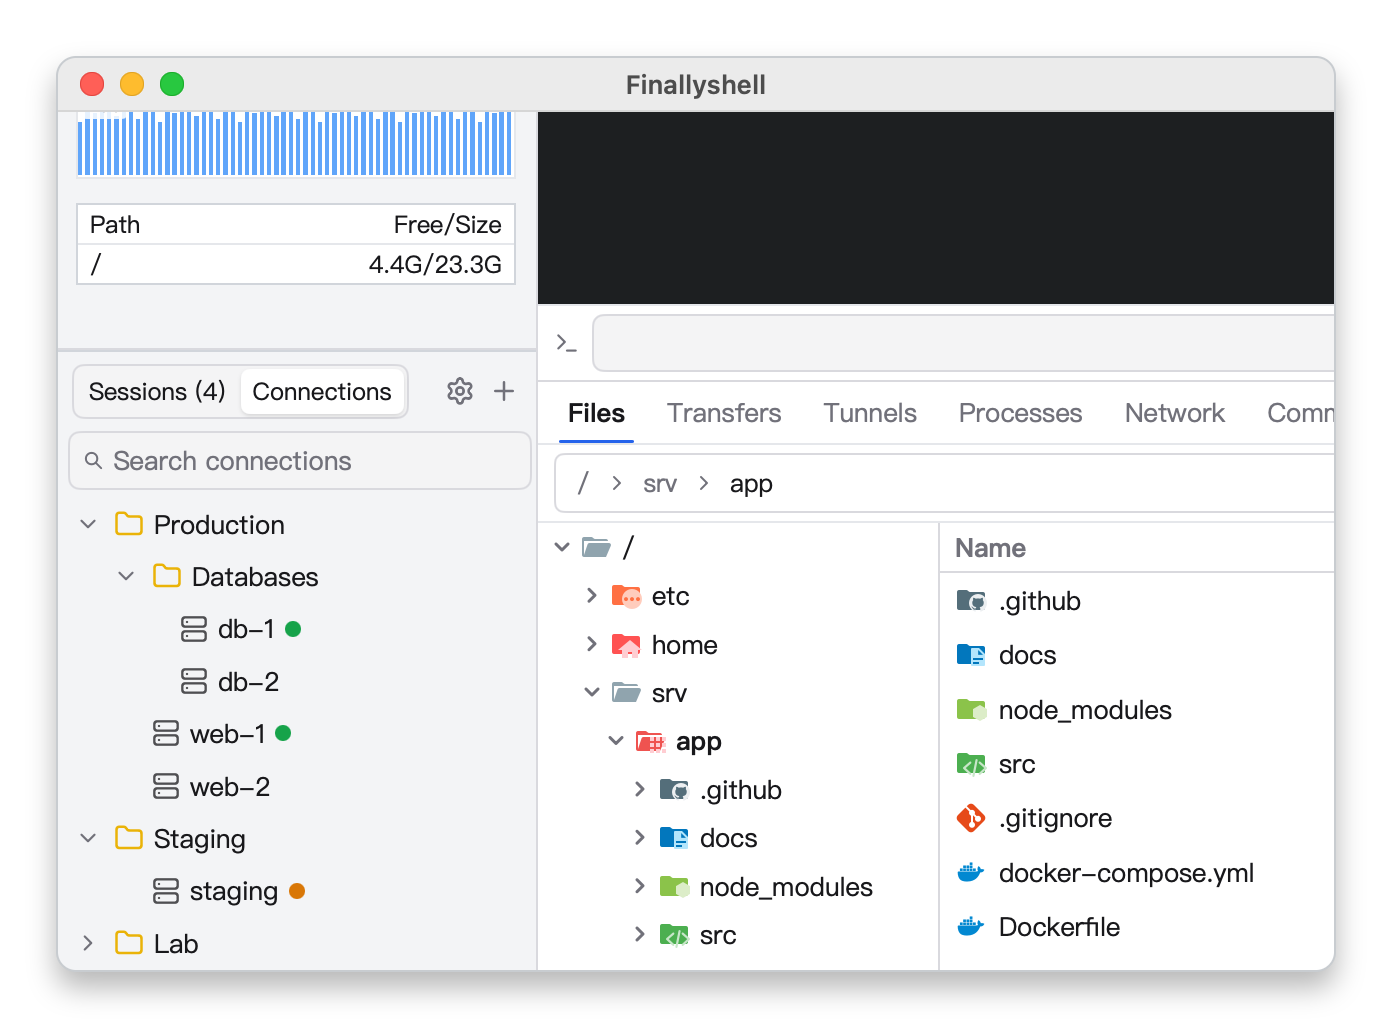 Finallyshell
Path Free/Size
/ 4.4G/23.3G
Sessions (4) Connections
Search connections
Production
Databases
db-1
db-2
web-1
web-2
Staging
staging
Lab
Files Transfers Tunnels Processes Network Comm
/ > srv > app
/
etc
home
srv
app
.github
docs
node_modules
src
Name
.github
docs
node_modules
src
.gitignore
docker-compose.yml
Dockerfile